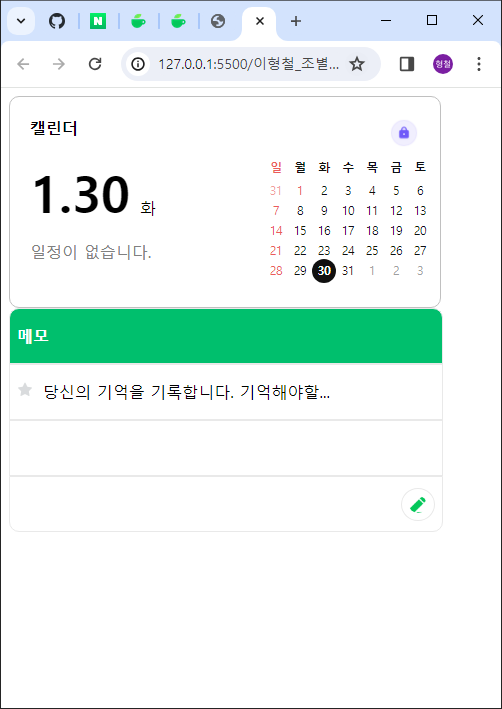 127.0.0.1:5500/이형철_조별...
형철
캘린더
1.30 화
일정이 없습니다.
일 월 화 수 목 금 토
31 1 2 3 4 5 6
7 8 9 10 11 12 13
14 15 16 17 18 19 20
21 22 23 24 25 26 27
28 29 30 31 1 2 3
메모
당신의 기억을 기록합니다. 기억해야할...